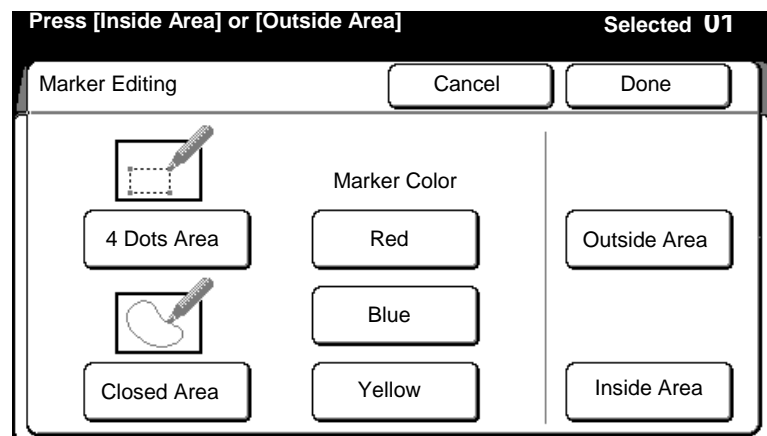 Press [Inside Area] or [Outside Area] Selected 01
Marker Editing Cancel Done
Marker Color
4 Dots Area Red Outside Area
Blue
Closed Area Yellow Inside Area